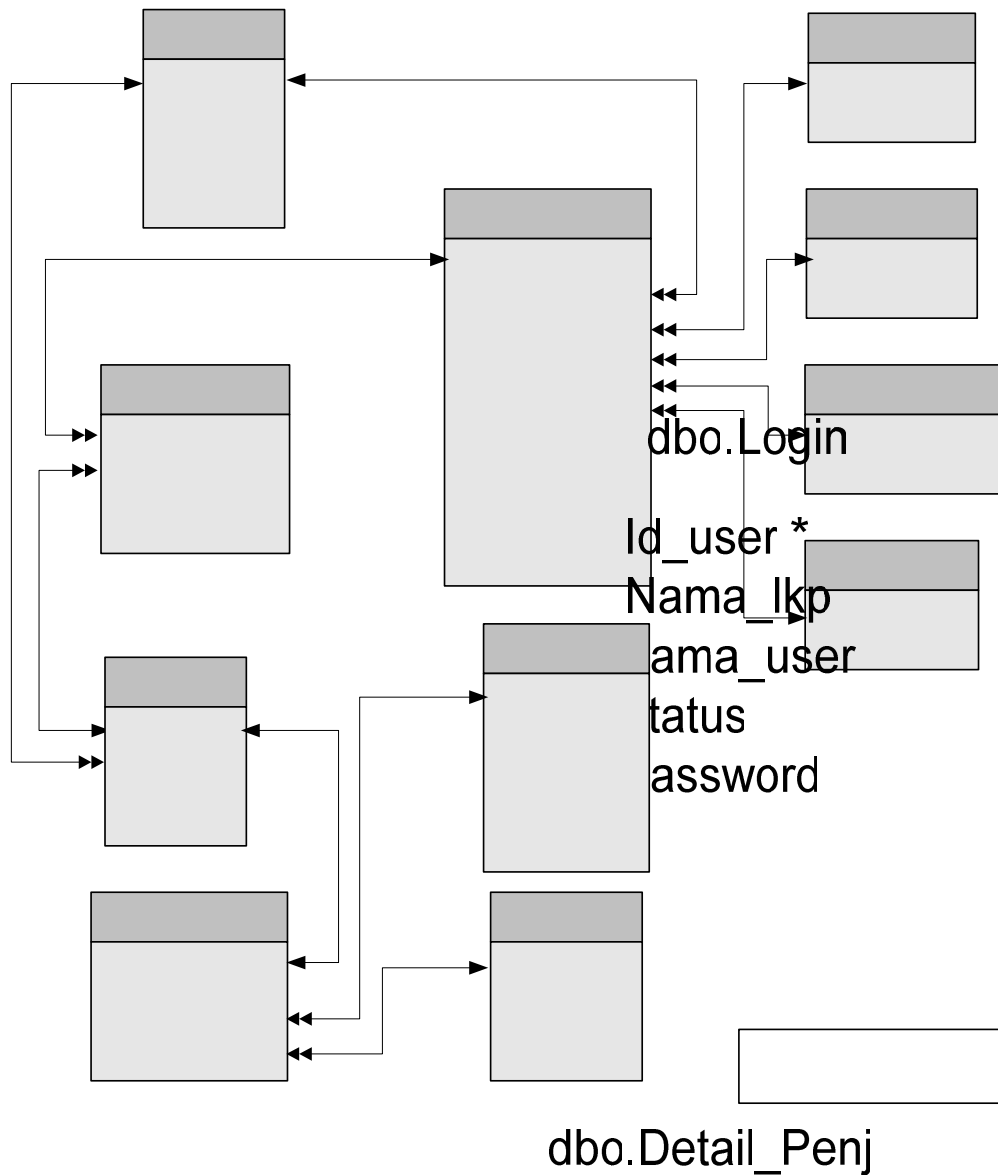 dbo.Login
Id_user *
Nama_lkp
ama_user
tatus
assword
dbo.Detail_Penj